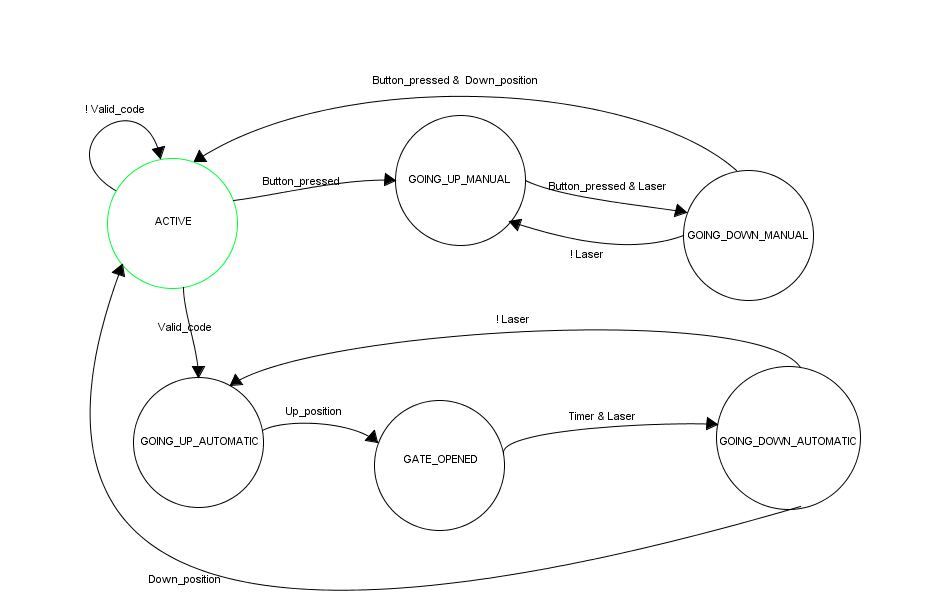 Button_pressed & Down_position
! Valid_code
Button_pressed
GOING_UP_MANUAL
Button_pressed & Laser
ACTIVE
GOING_DOWN_MANUAL
! Laser
Valid_code
! Laser
Up_position
Timer & Laser
GOING_UP_AUTOMATIC
GATE_OPENED
GOING_DOWN_AUTOMATIC
Down_position